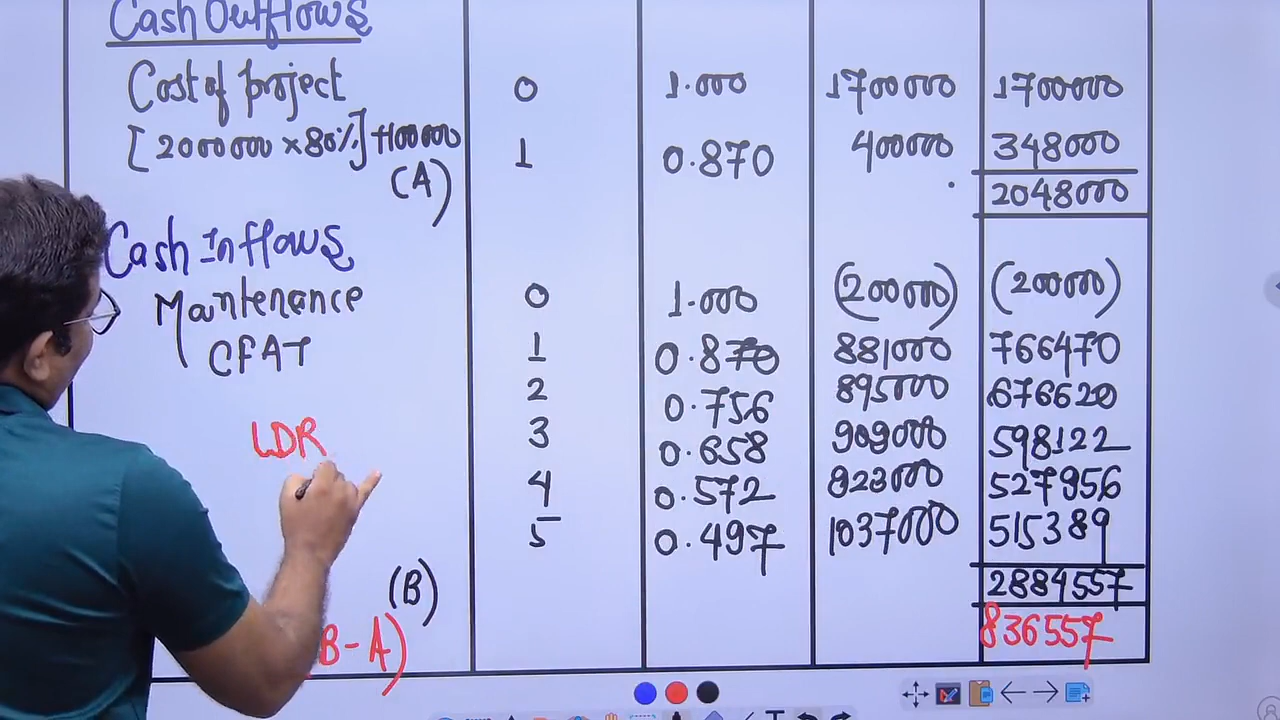 Cash Outflows
Cost of project 0 1.000 1700000 1700000
[2000000 × 80%] + 100000 1 0.870 400000 348000
(A) 2048000
Cash Inflows
Maintenance 0 1.000 (200000) (200000)
CFAT 1 0.870 881000 766470
2 0.756 895000 676620
3 0.658 909000 598122
4 0.572 923000 527956
5 0.497 1037000 515389
LDR
(B) 2884557
B-A) 836557